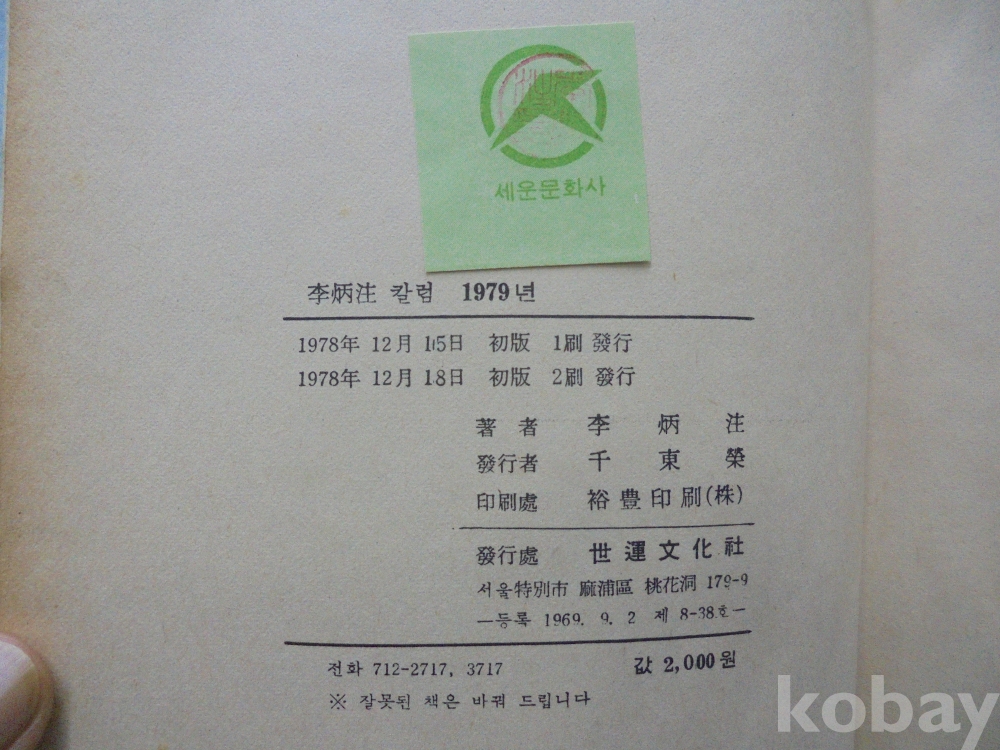 세운문화사
李炳注 칼럼 1979년
1978年 12月 15日 初版 1刷 發行
1978年 12月 18日 初版 2刷 發行
著者 李炳注
發行者 千東榮
印刷處 裕豊印刷(株)
發行處 世運文化社
서울特別市 麻浦區 桃花洞 179-9
—등록 1969. 9. 2 제 8-38호—
전화 712-2717, 3717 값 2,000원
※ 잘못된 책은 바꿔 드립니다
kobay